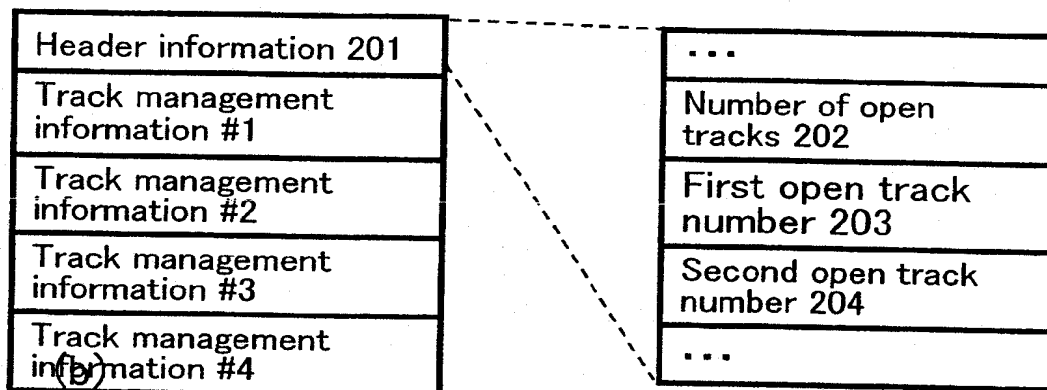 Header information 201
Track management
information #1
Track management
information #2
Track management
information #3
Track management
information #4
(b)
...
Number of open
tracks 202
First open track
number 203
Second open track
number 204
...